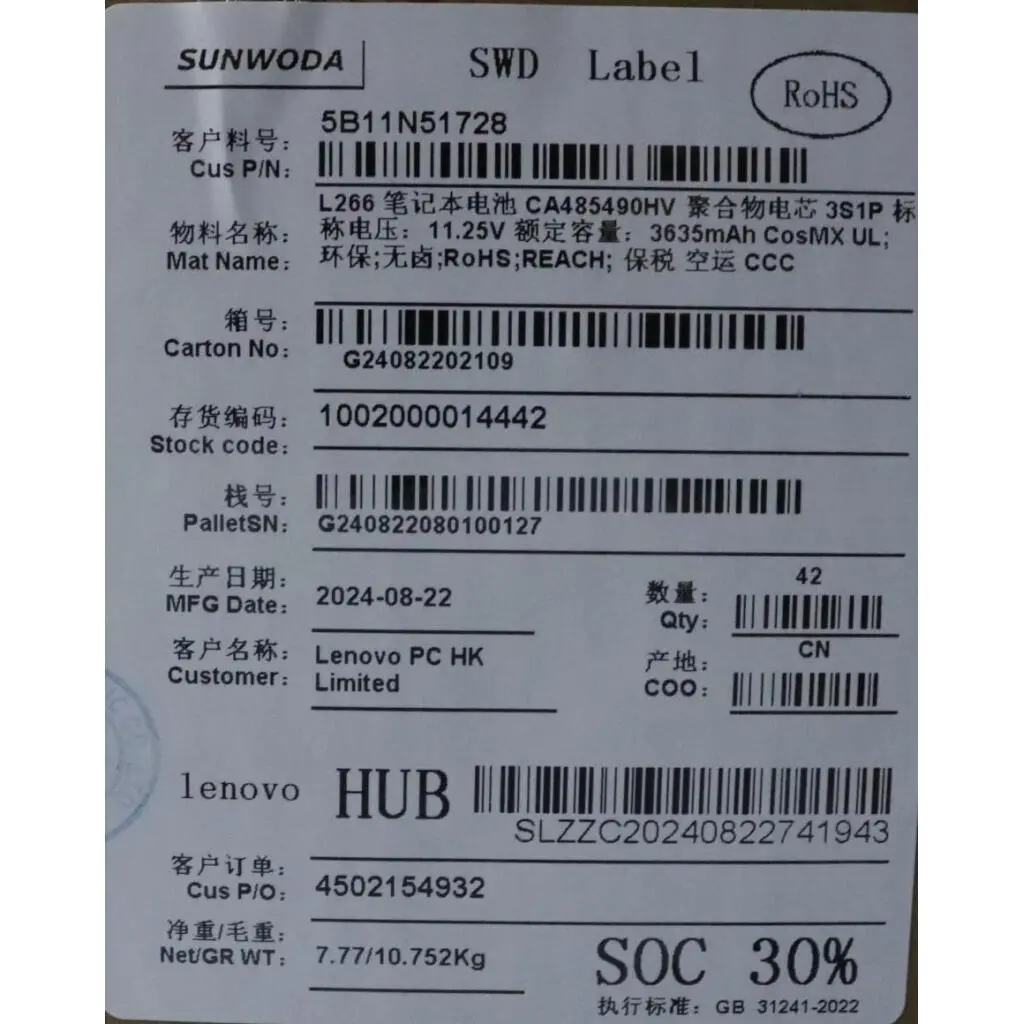 SUNWODA
SWD Label
RoHS
客户料号: 5B11N51728
Cus P/N:
物料名称:
Mat Name:
L266 笔记本电池 CA485490HV 聚合物电芯 3S1P 标
称电压: 11.25V 额定容量: 3635mAh CosMX UL;
环保;无卤;RoHS;REACH; 保税 空运 CCC
箱号:
Carton No:
G24082202109
存货编码:
Stock code:
1002000014442
栈号:
PalletSN:
G240822080100127
生产日期:
MFG Date:
2024-08-22
数量:
Qty:
42
客户名称:
Customer:
Lenovo PC HK
Limited
产地:
COO:
CN
lenovo HUB
SLZZC20240822741943
客户订单:
Cus P/O:
4502154932
净重/毛重:
Net/GR WT:
7.77/10.752Kg
SOC 30%
执行标准: GB 31241-2022